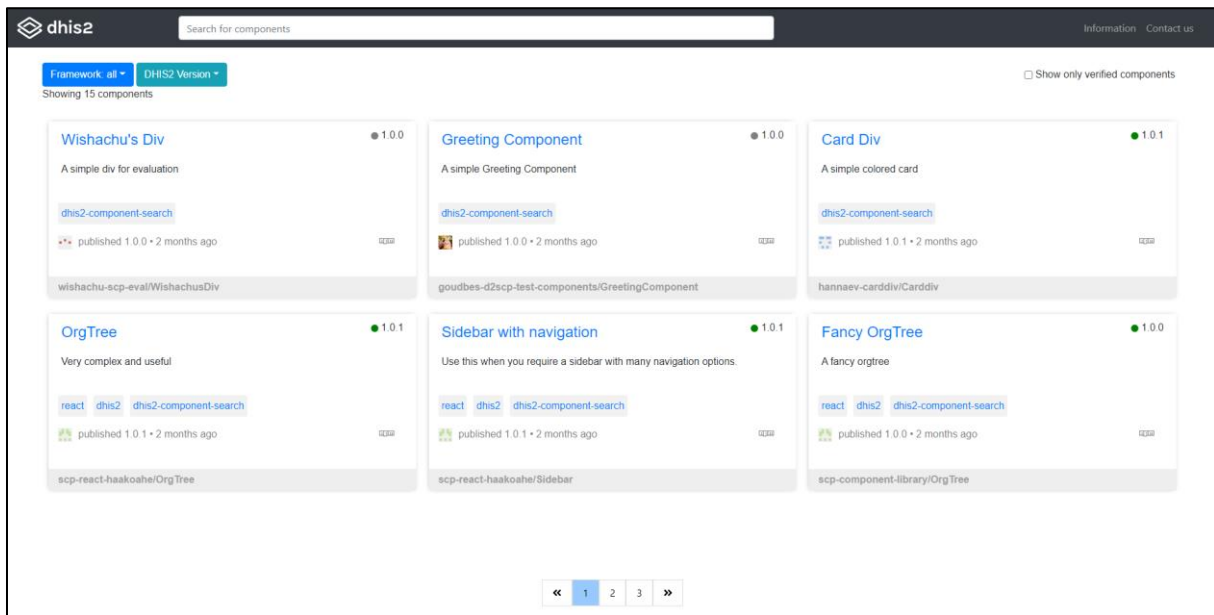 dhis2 Search for components Information Contact us
Framework: all DHIS2 Version Show only verified components
Showing 15 components
Wishachu's Div 1.0.0
A simple div for evaluation
dhis2-component-search
published 1.0.0 • 2 months ago
wishachu-scp-eval/WishachusDiv
Greeting Component 1.0.0
A simple Greeting Component
dhis2-component-search
published 1.0.0 • 2 months ago
goudbes-d2scp-test-components/GreetingComponent
Card Div 1.0.1
A simple colored card
dhis2-component-search
published 1.0.1 • 2 months ago
hannaev-carddiv/Carddiv
OrgTree 1.0.1
Very complex and useful
react dhis2 dhis2-component-search
published 1.0.1 • 2 months ago
scp-react-haakoahe/OrgTree
Sidebar with navigation 1.0.1
Use this when you require a sidebar with many navigation options.
react dhis2 dhis2-component-search
published 1.0.1 • 2 months ago
scp-react-haakoahe/Sidebar
Fancy OrgTree 1.0.0
A fancy orgtree
react dhis2 dhis2-component-search
published 1.0.0 • 2 months ago
scp-component-library/OrgTree
« 1 2 3 »